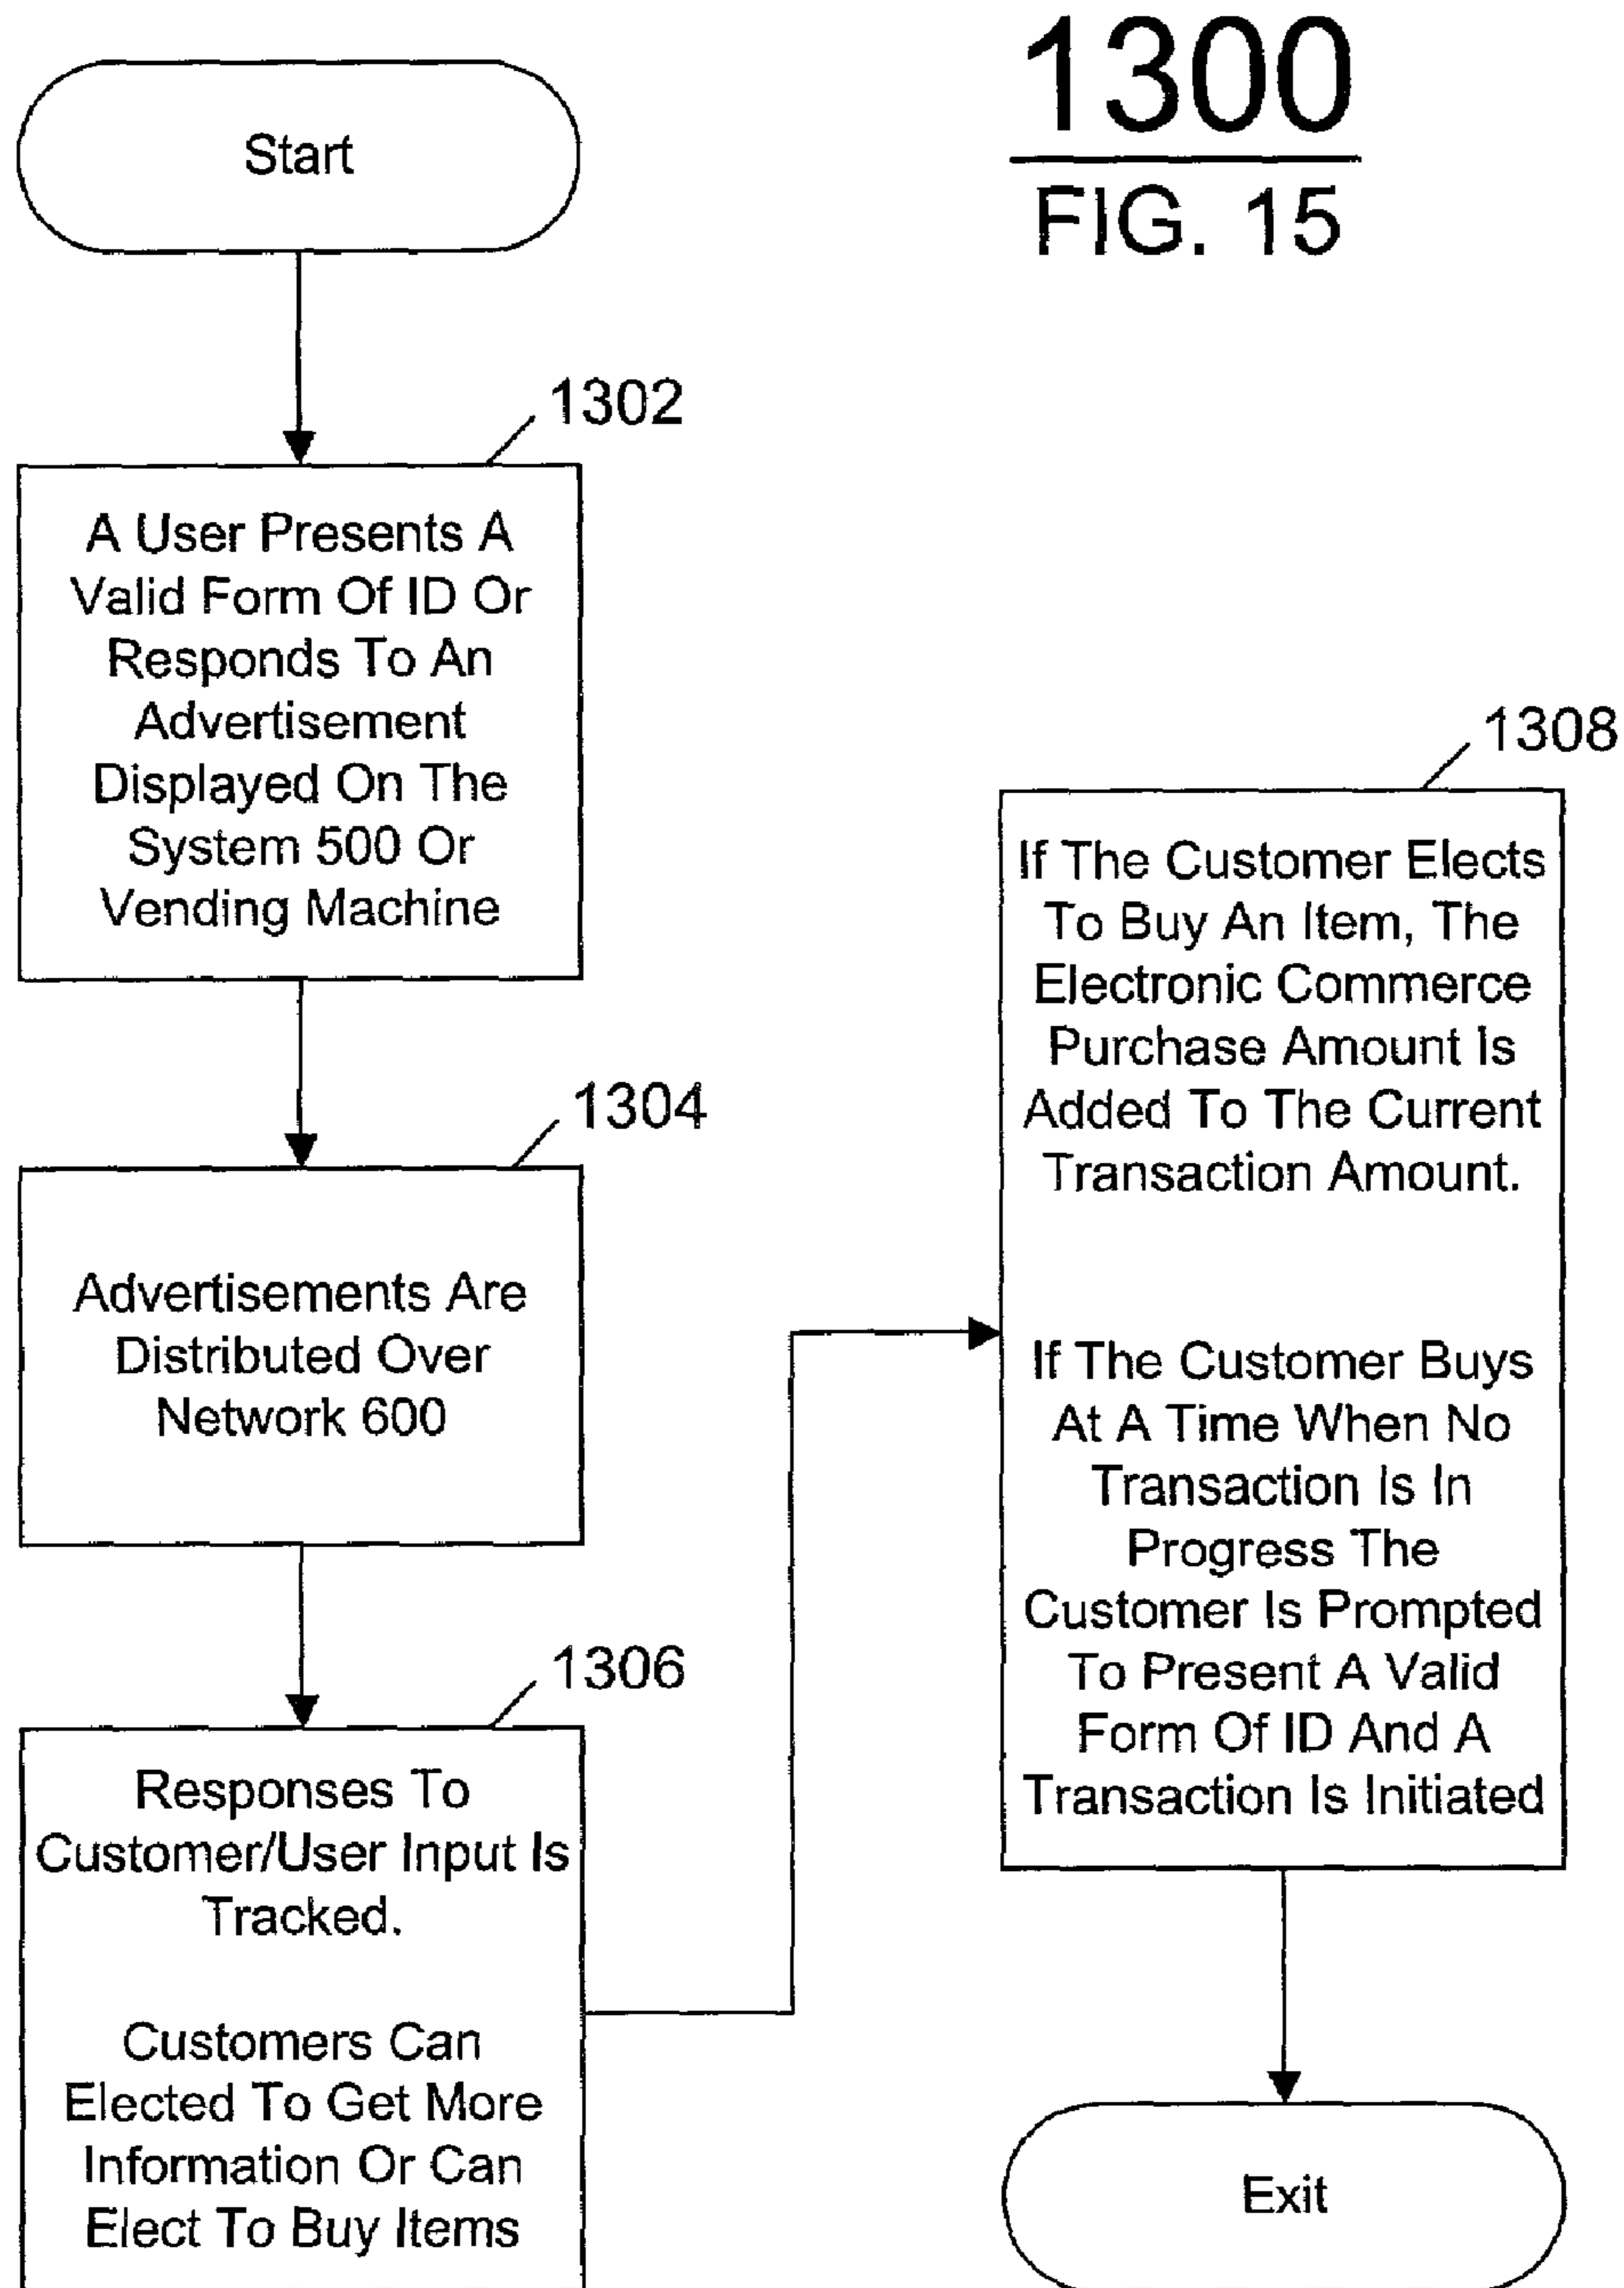 1300
FIG. 15
Start
1302
A User Presents A
Valid Form Of ID Or
Responds To An
Advertisement
Displayed On The
System 500 Or
Vending Machine
1304
Advertisements Are
Distributed Over
Network 600
1306
Responses To
Customer/User Input Is
Tracked.
Customers Can
Elected To Get More
Information Or Can
Elect To Buy Items
1308
If The Customer Elects
To Buy An Item, The
Electronic Commerce
Purchase Amount Is
Added To The Current
Transaction Amount.
If The Customer Buys
At A Time When No
Transaction Is In
Progress The
Customer Is Prompted
To Present A Valid
Form Of ID And A
Transaction Is Initiated
Exit